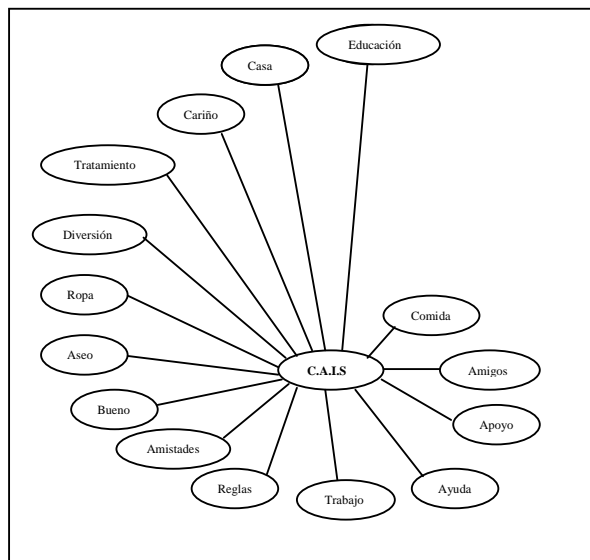 Educación
Casa
Cariño
Tratamiento
Diversión
Ropa
Comida
Aseo
C.A.I.S
Amigos
Bueno
Apoyo
Amistades
Reglas
Trabajo
Ayuda